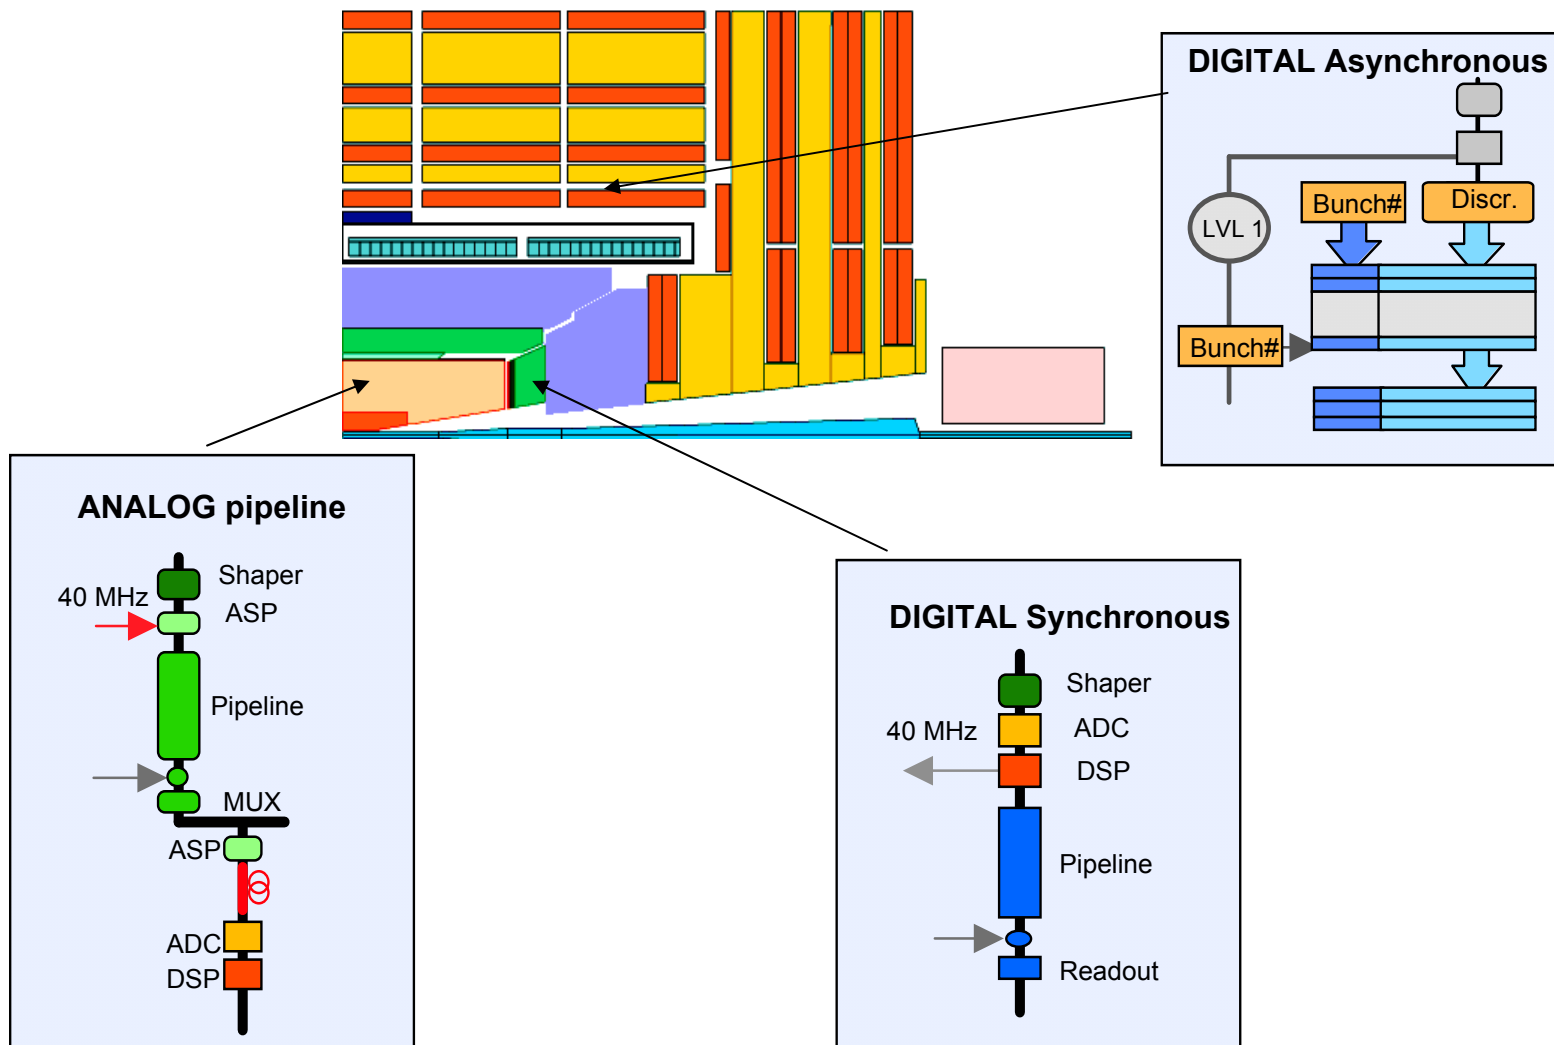 DIGITAL Asynchronous
Bunch#
Discr.
LVL 1
Bunch#
ANALOG pipeline
Shaper
40 MHz
ASP
Pipeline
MUX
ASP
ADC
DSP
DIGITAL Synchronous
Shaper
40 MHz
ADC
DSP
Pipeline
Readout